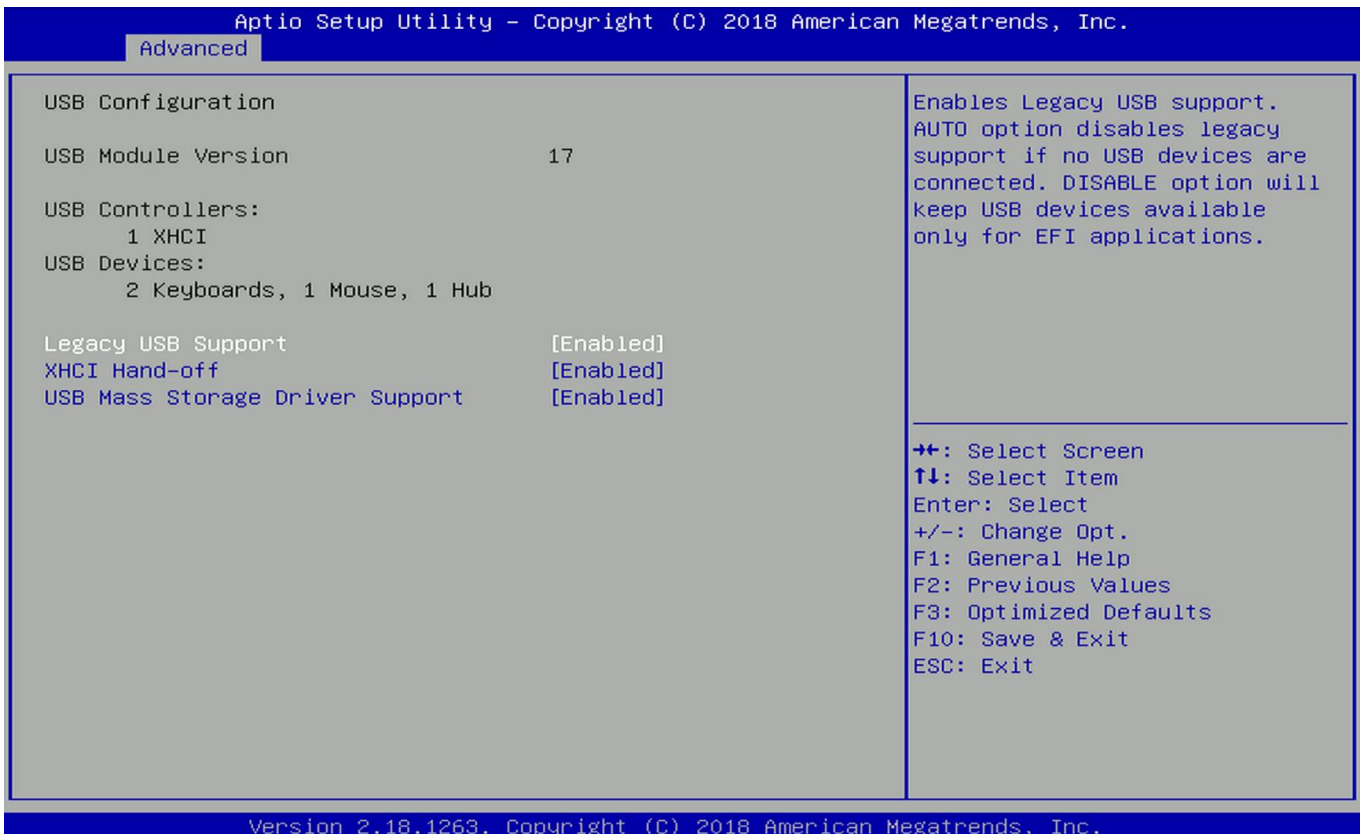 Aptio Setup Utility – Copyright (C) 2018 American Megatrends, Inc.
Advanced
USB Configuration
USB Module Version 17
USB Controllers:
1 XHCI
USB Devices:
2 Keyboards, 1 Mouse, 1 Hub
Legacy USB Support [Enabled]
XHCI Hand-off [Enabled]
USB Mass Storage Driver Support [Enabled]
Enables Legacy USB support.
AUTO option disables legacy
support if no USB devices are
connected. DISABLE option will
keep USB devices available
only for EFI applications.
→←: Select Screen
↑↓: Select Item
Enter: Select
+/-: Change Opt.
F1: General Help
F2: Previous Values
F3: Optimized Defaults
F10: Save & Exit
ESC: Exit
Version 2.18.1263. Copyright (C) 2018 American Megatrends, Inc.